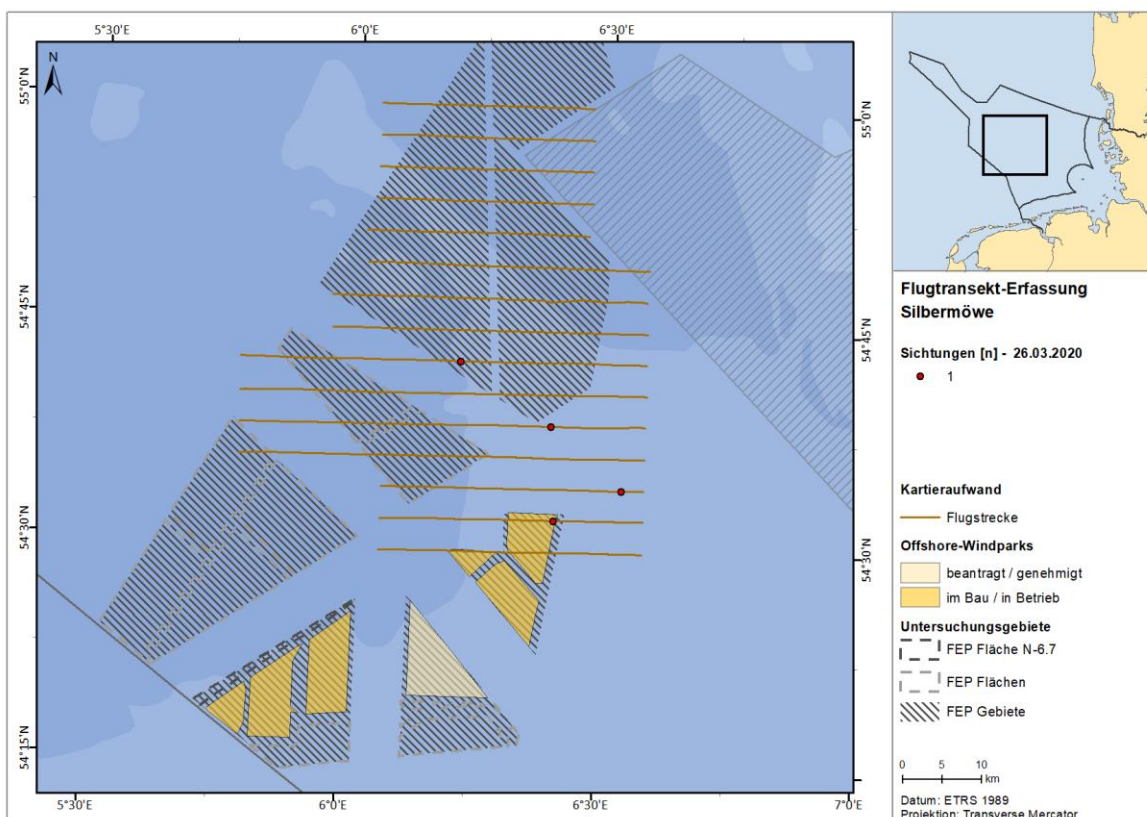 5°30'E 6°0'E 6°30'E
N
55°0'N
55°0'N
54°45'N
54°45'N
54°30'N
54°30'N
54°15'N
5°30'E 6°0'E 6°30'E 7°0'E
Flugtransekt-Erfassung
Silbermöwe
Sichtungen [n] - 26.03.2020
1
Kartieraufwand
Flugstrecke
Offshore-Windparks
beantragt / genehmigt
im Bau / in Betrieb
Untersuchungsgebiete
FEP Fläche N-6.7
FEP Flächen
FEP Gebiete
0 5 10
km
Datum: ETRS 1989
Projektion: Transverse Mercator